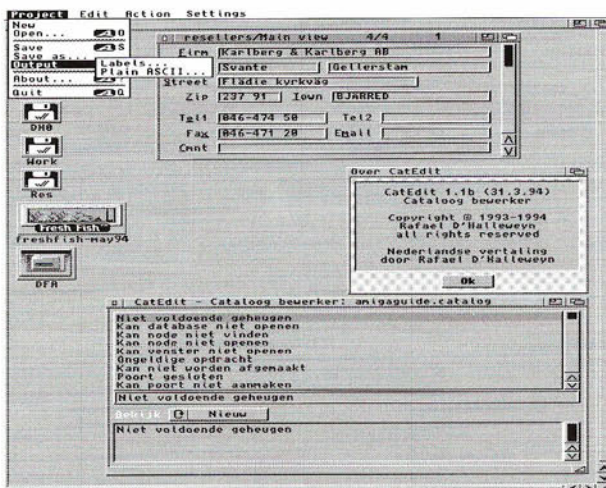 Project Edit Action Settings
New
Open... O
Save S
Save as...
Output
Labels...
Plain ASCII...
About...
Quit Q
DH0
Work
Res
Fresh Fish
freshfish-may94
DFA
resellers/Main view 4/4 1
Firm Karlberg & Karlberg AB
Svante Gellerstam
Street Flädie kyrkväg
Zip 237 91 Town BJÄRRED
Tel1 046-474 50 Tel2
Fax 046-471 20 Email
Cmnt
Over CatEdit
CatEdit 1.1b (31.3.94)
Cataloog bewerker
Copyright © 1993-1994
Rafael D'Halleweyn
all rights reserved
Nederlandse vertaling
door Rafael D'Halleweyn
Ok
CatEdit - Cataloog bewerker: amigaguide.catalog
Niet voldoende geheugen
Kan database niet openen
Kan node niet vinden
Kan node niet openen
Kan venster niet openen
Ongeldige opdracht
Kan niet worden afgemaakt
Poort gesloten
Kan poort niet aanmaken
Niet voldoende geheugen
Bekijk Nieuw
Niet voldoende geheugen